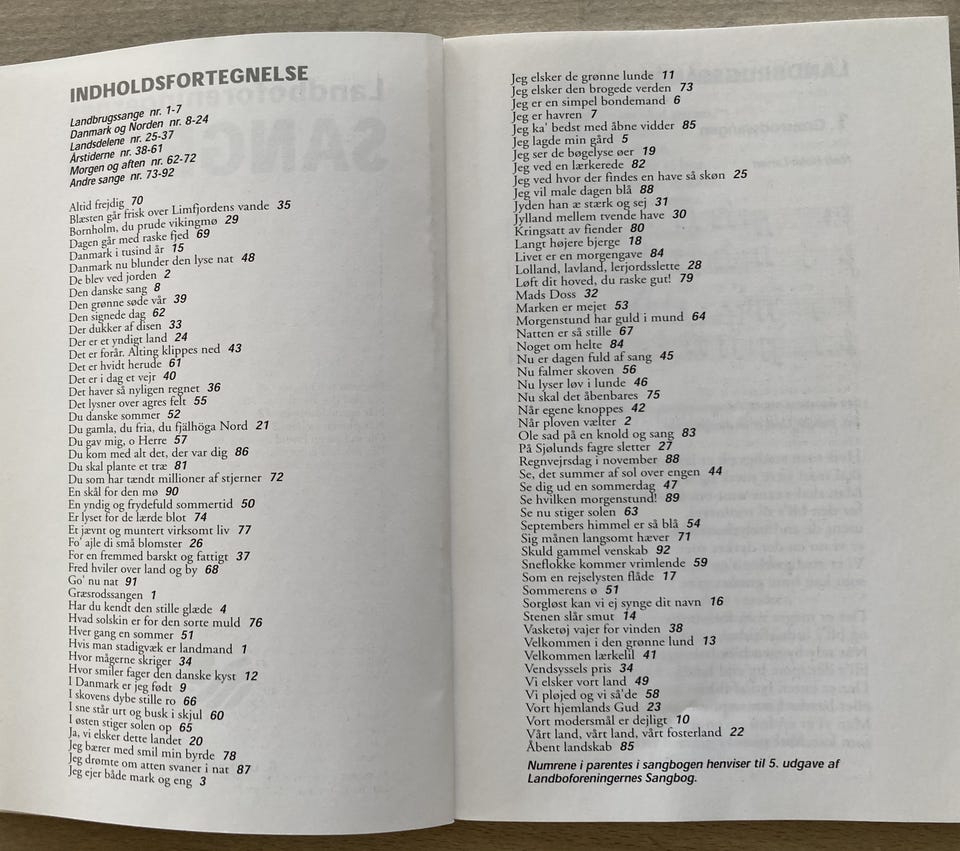 INDHOLDSFORTEGNELSE
Landbrugssange nr. 1-7
Danmark og Norden nr. 8-24
Landsdelene nr. 25-37
Årstiderne nr. 38-61
Morgen og aften nr. 62-72
Andre sange nr. 73-92
Altid frejdig 70
Blæsten går frisk over Limfjordens vande 35
Bornholm, du prude vikingmø 29
Dagen går med raske fjed 69
Danmark i tusind år 15
Danmark nu blunder den lyse nat 48
De blev ved jorden 2
Den danske sang 8
Den grønne søde vår 39
Den signede dag 62
Der dukker af disen 33
Der er et yndigt land 24
Det er forår. Alting klippes ned 43
Det er hvidt herude 61
Det er i dag et vejr 40
Det haver så nyligen regnet 36
Det lysner over agres felt 55
Du danske sommer 52
Du gamla, du fria, du fjälhöga Nord 21
Du gav mig, o Herre 57
Du kom med alt det, der var dig 86
Du skal plante et træ 81
Du som har tændt millioner af stjerner 72
En skål for den mø 90
En yndig og frydefuld sommertid 50
Er lyset for de lærde blot 74
Et jævnt og muntert virksomt liv 77
Fo' ajle di små blomster 26
For en fremmed barskt og fattigt 37
Fred hviler over land og by 68
Go' nu nat 91
Græsrodssangen 1
Har du kendt den stille glæde 4
Hvad solskin er for den sorte muld 76
Hver gang en sommer 51
Hvis man stadigvæk er landmand 1
Hvor mågerne skriger 34
Hvor smiler fager den danske kyst 12
I Danmark er jeg født 9
I skovens dybe stille ro 66
I sne står urt og busk i skjul 60
I østen stiger solen op 65
Ja, vi elsker dette landet 20
Jeg bærer med smil min byrde 78
Jeg drømte om atten svaner i nat 87
Jeg ejer både mark og eng 3
Jeg elsker de grønne lunde 11
Jeg elsker den brogede verden 73
Jeg er en simpel bondemand 6
Jeg er havren 7
Jeg ka' bedst med åbne vidder 85
Jeg lagde min gård 5
Jeg ser de bøgelyse øer 19
Jeg ved en lærkerede 82
Jeg ved hvor der findes en have så skøn 25
Jeg vil male dagen blå 88
Jyden han æ stærk og sej 31
Jylland mellem tvende have 30
Kringsatt av fiender 80
Langt højere bjerge 18
Livet er en morgengave 84
Lolland, lavland, lerjordsslette 28
Løft dit hoved, du raske gut! 79
Mads Doss 32
Marken er mejet 53
Morgenstund har guld i mund 64
Natten er så stille 67
Noget om helte 84
Nu er dagen fuld af sang 45
Nu falmer skoven 56
Nu lyser løv i lunde 46
Nu skal det åbenbares 75
Når egene knoppes 42
Når ploven vælter 2
Ole sad på en knold og sang 83
På Sjølunds fagre sletter 27
Regnvejrsdag i november 88
Se, det summer af sol over engen 44
Se dig ud en sommerdag 47
Se hvilken morgenstund! 89
Se nu stiger solen 63
Septembers himmel er så blå 54
Sig månen langsomt hæver 71
Skuld gammel venskab 92
Sneflokke kommer vrimlende 59
Som en rejselysten flåde 17
Sommerens ø 51
Sorgløst kan vi ej synge dit navn 16
Stenen slår smut 14
Vasketøj vajer for vinden 38
Velkommen i den grønne lund 13
Velkommen lærkelil 41
Vendsyssels pris 34
Vi elsker vort land 49
Vi pløjed og vi så'de 58
Vort hjemlands Gud 23
Vort modersmål er dejligt 10
Vårt land, vårt land, vårt fosterland 22
Åbent landskab 85
Numrene i parentes i sangbogen henviser til 5. udgave af
Landboforeningernes Sangbog.